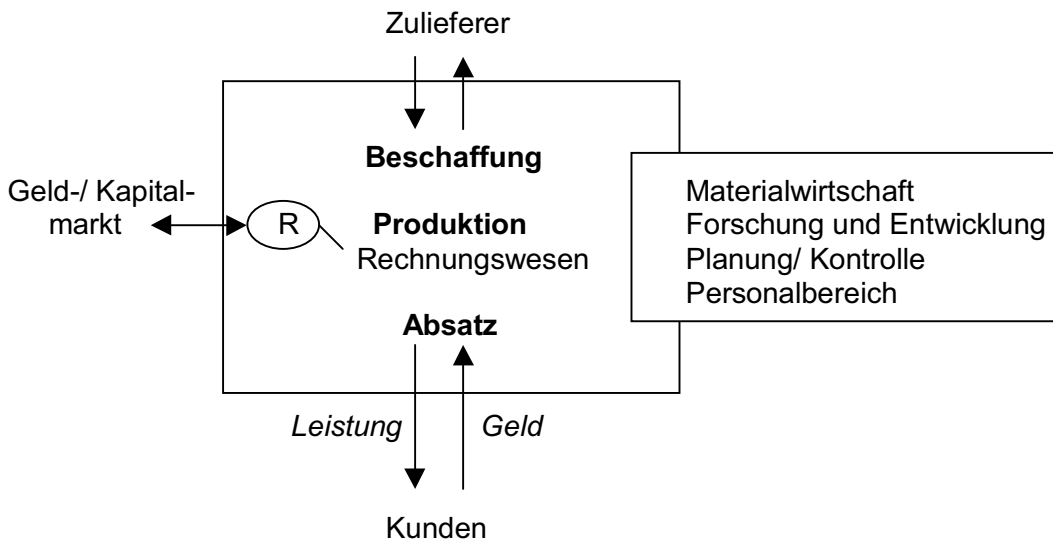 Zulieferer
Beschaffung
Geld-/ Kapital-
markt
R
Produktion
Rechnungswesen
Materialwirtschaft
Forschung und Entwicklung
Planung/ Kontrolle
Personalbereich
Absatz
Leistung
Geld
Kunden